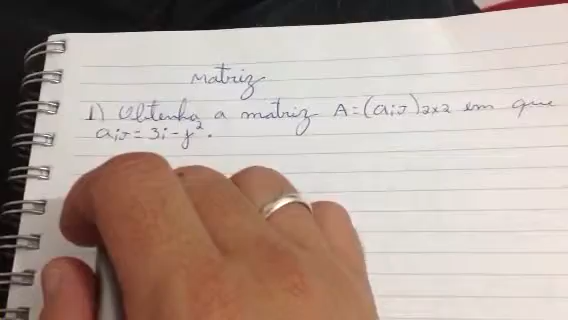 Matriz
1) Obtenha a matriz A=(aij)2x2 em que
aij=3i-j².